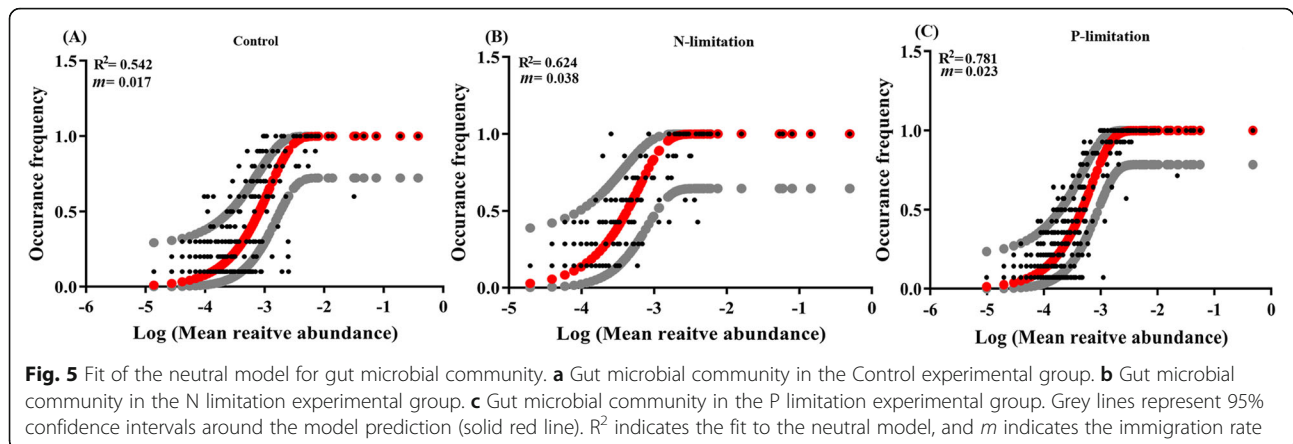 (A)
Control
R² = 0.542
m= 0.017
1.5
1.0
0.5
0.0
Occurance frequency
-6 -5 -4 -3 -2 -1 0
Log (Mean reaitve abundance)
(B)
N-limitation
R²= 0.624
m= 0.038
1.5
1.0
0.5
0.0
Occurance frequency
-5 -4 -3 -2 -1 0
Log (Mean reaitve abundance)
(C)
P-limitation
R²=0.781
m= 0.023
1.5
1.0
0.5
0.0
Occurance frequency
-6 -5 -4 -3 -2 -1 0
Log (Mean reaitve abundance)
Fig. 5 Fit of the neutral model for gut microbial community. a Gut microbial community in the Control experimental group. b Gut microbial
community in the N limitation experimental group. c Gut microbial community in the P limitation experimental group. Grey lines represent 95%
confidence intervals around the model prediction (solid red line). R² indicates the fit to the neutral model, and m indicates the immigration rate